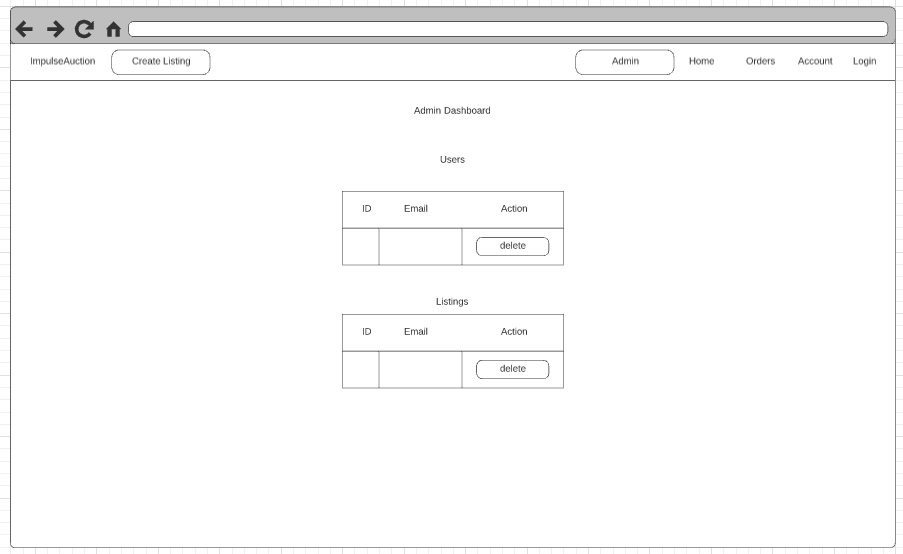 ImpulseAuction Create Listing Admin Home Orders Account Login
Admin Dashboard
Users
ID Email Action
delete
Listings
ID Email Action
delete